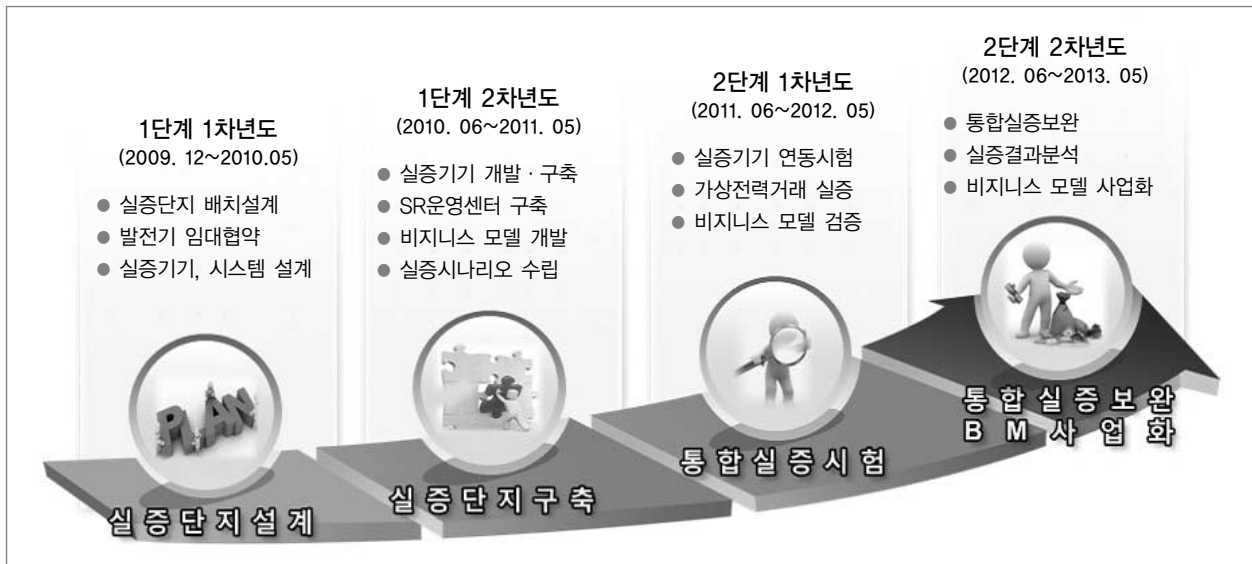 1단계 1차년도
(2009. 12~2010.05)
● 실증단지 배치설계
● 발전기 임대협약
● 실증기기, 시스템 설계
PLAN
실증단지설계
1단계 2차년도
(2010. 06~2011. 05)
● 실증기기 개발 · 구축
● SR운영센터 구축
● 비지니스 모델 개발
● 실증시나리오 수립
실증단지구축
2단계 1차년도
(2011. 06~2012. 05)
● 실증기기 연동시험
● 가상전력거래 실증
● 비지니스 모델 검증
통합실증시험
2단계 2차년도
(2012. 06~2013. 05)
● 통합실증보완
● 실증결과분석
● 비지니스 모델 사업화
통합실증보완
BM사업화